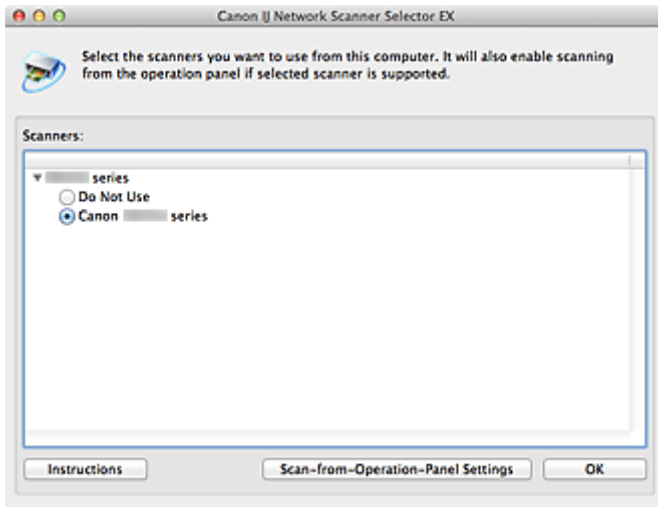 Canon IJ Network Scanner Selector EX
Select the scanners you want to use from this computer. It will also enable scanning
from the operation panel if selected scanner is supported.
Scanners:
series
Do Not Use
Canon series
Instructions
Scan-from-Operation-Panel Settings
OK